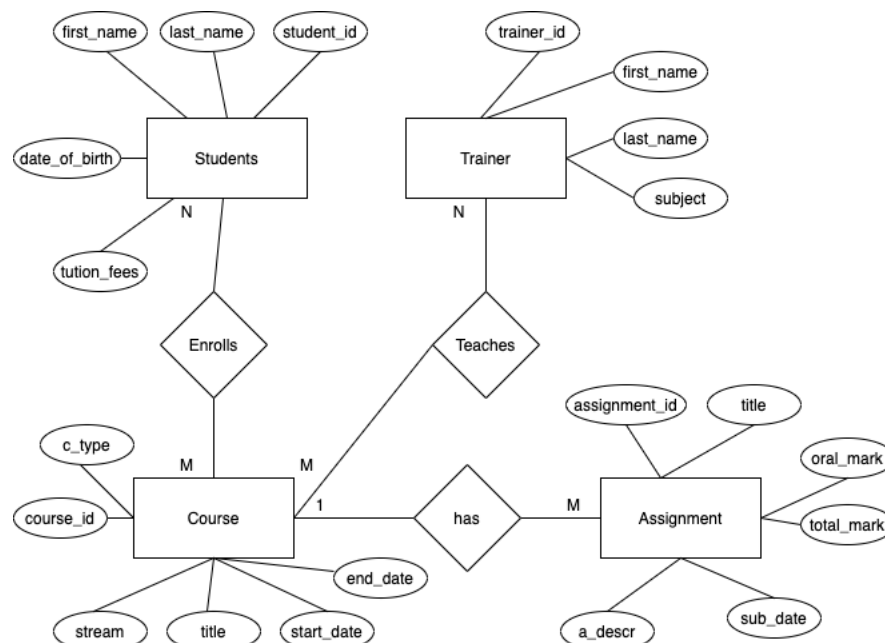 first_name
last_name
student_id
trainer_id
first_name
date_of_birth
Students
Trainer
last_name
subject
N
N
tution_fees
Enrolls
Teaches
assignment_id
title
c_type
oral_mark
M
M
course_id
Course
1
has
M
Assignment
total_mark
end_date
stream
title
start_date
a_descr
sub_date